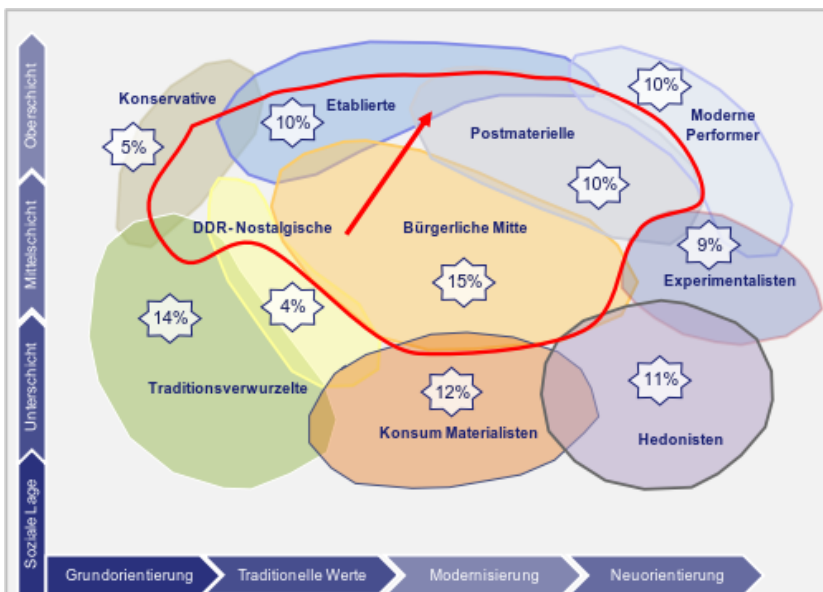 Oberschicht
Mittelschicht
Unterschicht
Soziale Lage
Konservative
5%
Etablierte
10%
Postmaterielle
10%
10%
Moderne
Performer
DDR- Nostalgische
4%
Bürgerliche Mitte
15%
9%
Experimentalisten
14%
Traditionsverwurzelte
12%
Konsum Materialisten
11%
Hedonisten
Grundorientierung
Traditionelle Werte
Modernisierung
Neuorientierung